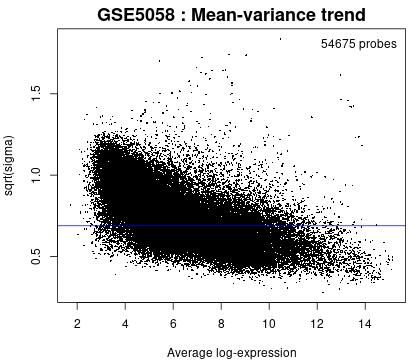 GSE5058 : Mean-variance trend
54675 probes
sqrt(sigma)
1.5
1.0
0.5
2 4 6 8 10 12 14
Average log-expression